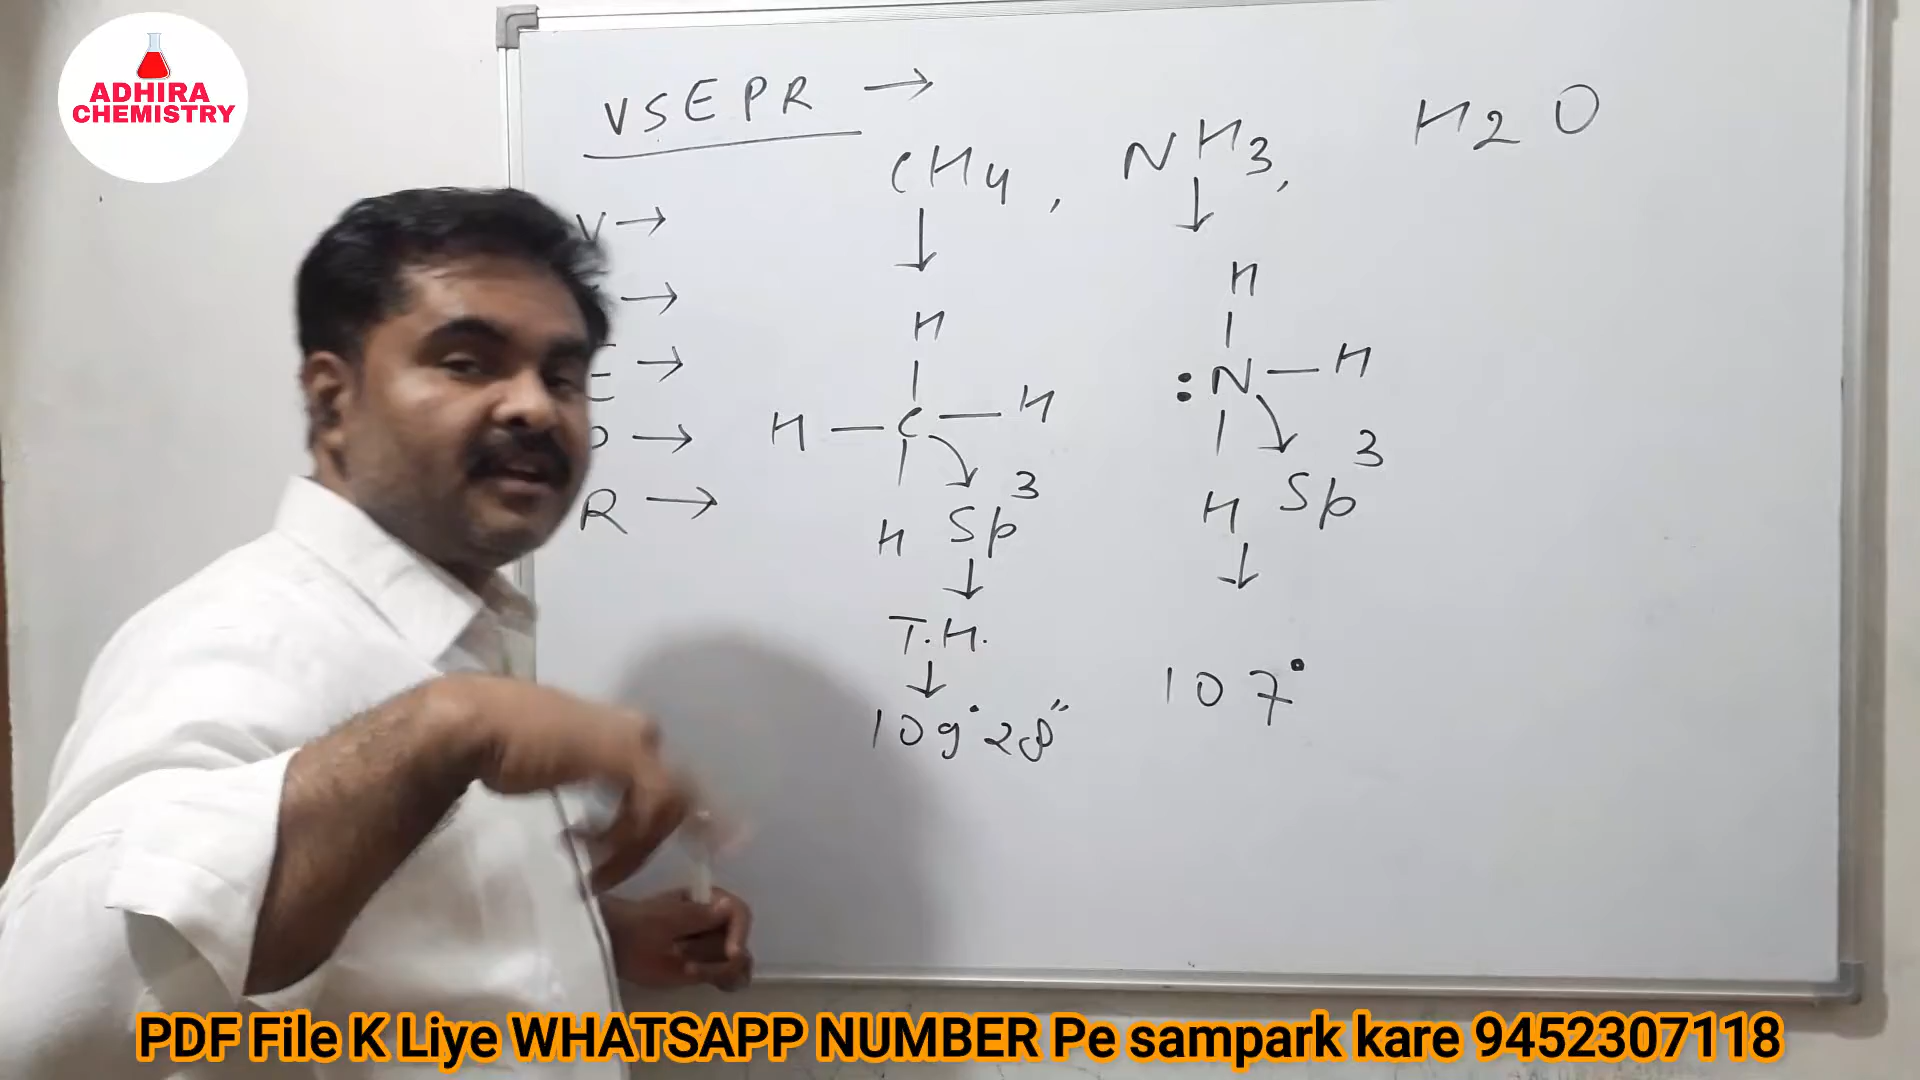 ADHIRA
CHEMISTRY
VSEPR →
CH4, NH3, H2O
V →
→
E →
P →
R →
H
H — C — H
H Sp3
T.H.
109°28"
H
: N — H
H Sp3
107°
PDF File K Liye WHATSAPP NUMBER Pe sampark kare 9452307118